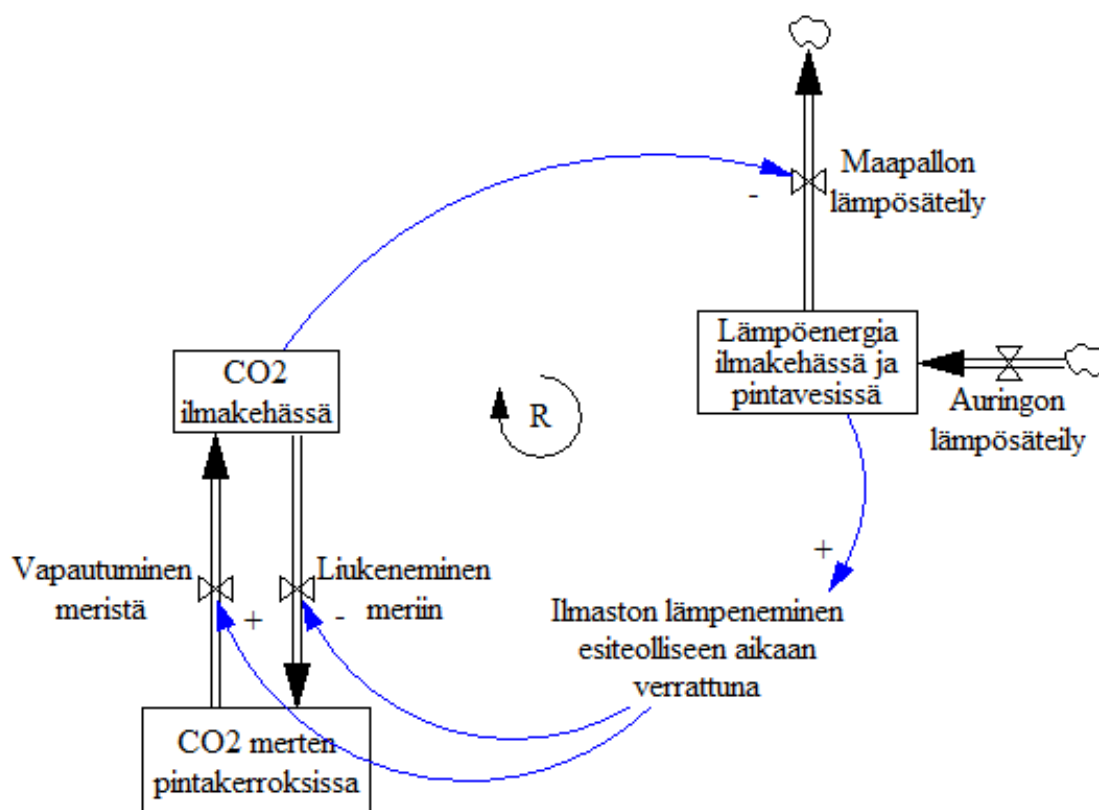 Maapallon
lämpösäteily
-
Lämpöenergia
ilmakehässä ja
pintavesissä
Auringon
lämpösäteily
CO2
ilmakehässä
R
+
Vapautuminen
meristä
+
Liukeneminen
meriin
-
Ilmaston lämpeneminen
esiteolliseen aikaan
verrattuna
CO2 merten
pintakerroksissa